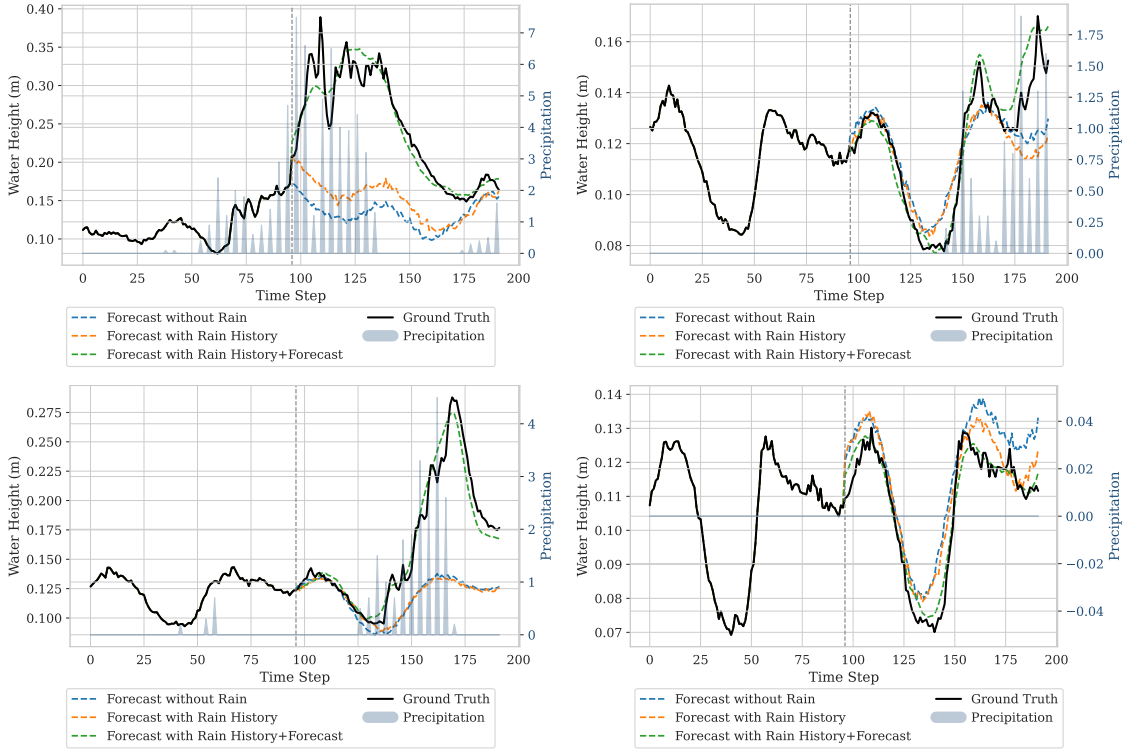 0.40
0.35
0.30
0.25
0.20
0.15
0.10
Water Height (m)
7
6
5
4
3
2
1
0
Precipitation
0 25 50 75 100 125 150 175 200
Time Step
Forecast without Rain
Forecast with Rain History
Forecast with Rain History+Forecast
Ground Truth
Precipitation
0.16
0.14
0.12
0.10
0.08
Water Height (m)
1.75
1.50
1.25
1.00
0.75
0.50
0.25
0.00
Precipitation
0 25 50 75 100 125 150 175 200
Time Step
Forecast without Rain
Forecast with Rain History
Forecast with Rain History+Forecast
Ground Truth
Precipitation
0.275
0.250
0.225
0.200
0.175
0.150
0.125
0.100
Water Height (m)
4
3
2
1
0
Precipitation
0 25 50 75 100 125 150 175 200
Time Step
Forecast without Rain
Forecast with Rain History
Forecast with Rain History+Forecast
Ground Truth
Precipitation
0.14
0.13
0.12
0.11
0.10
0.09
0.08
0.07
Water Height (m)
0.04
0.02
0.00
−0.02
−0.04
Precipitation
0 25 50 75 100 125 150 175 200
Time Step
Forecast without Rain
Forecast with Rain History
Forecast with Rain History+Forecast
Ground Truth
Precipitation